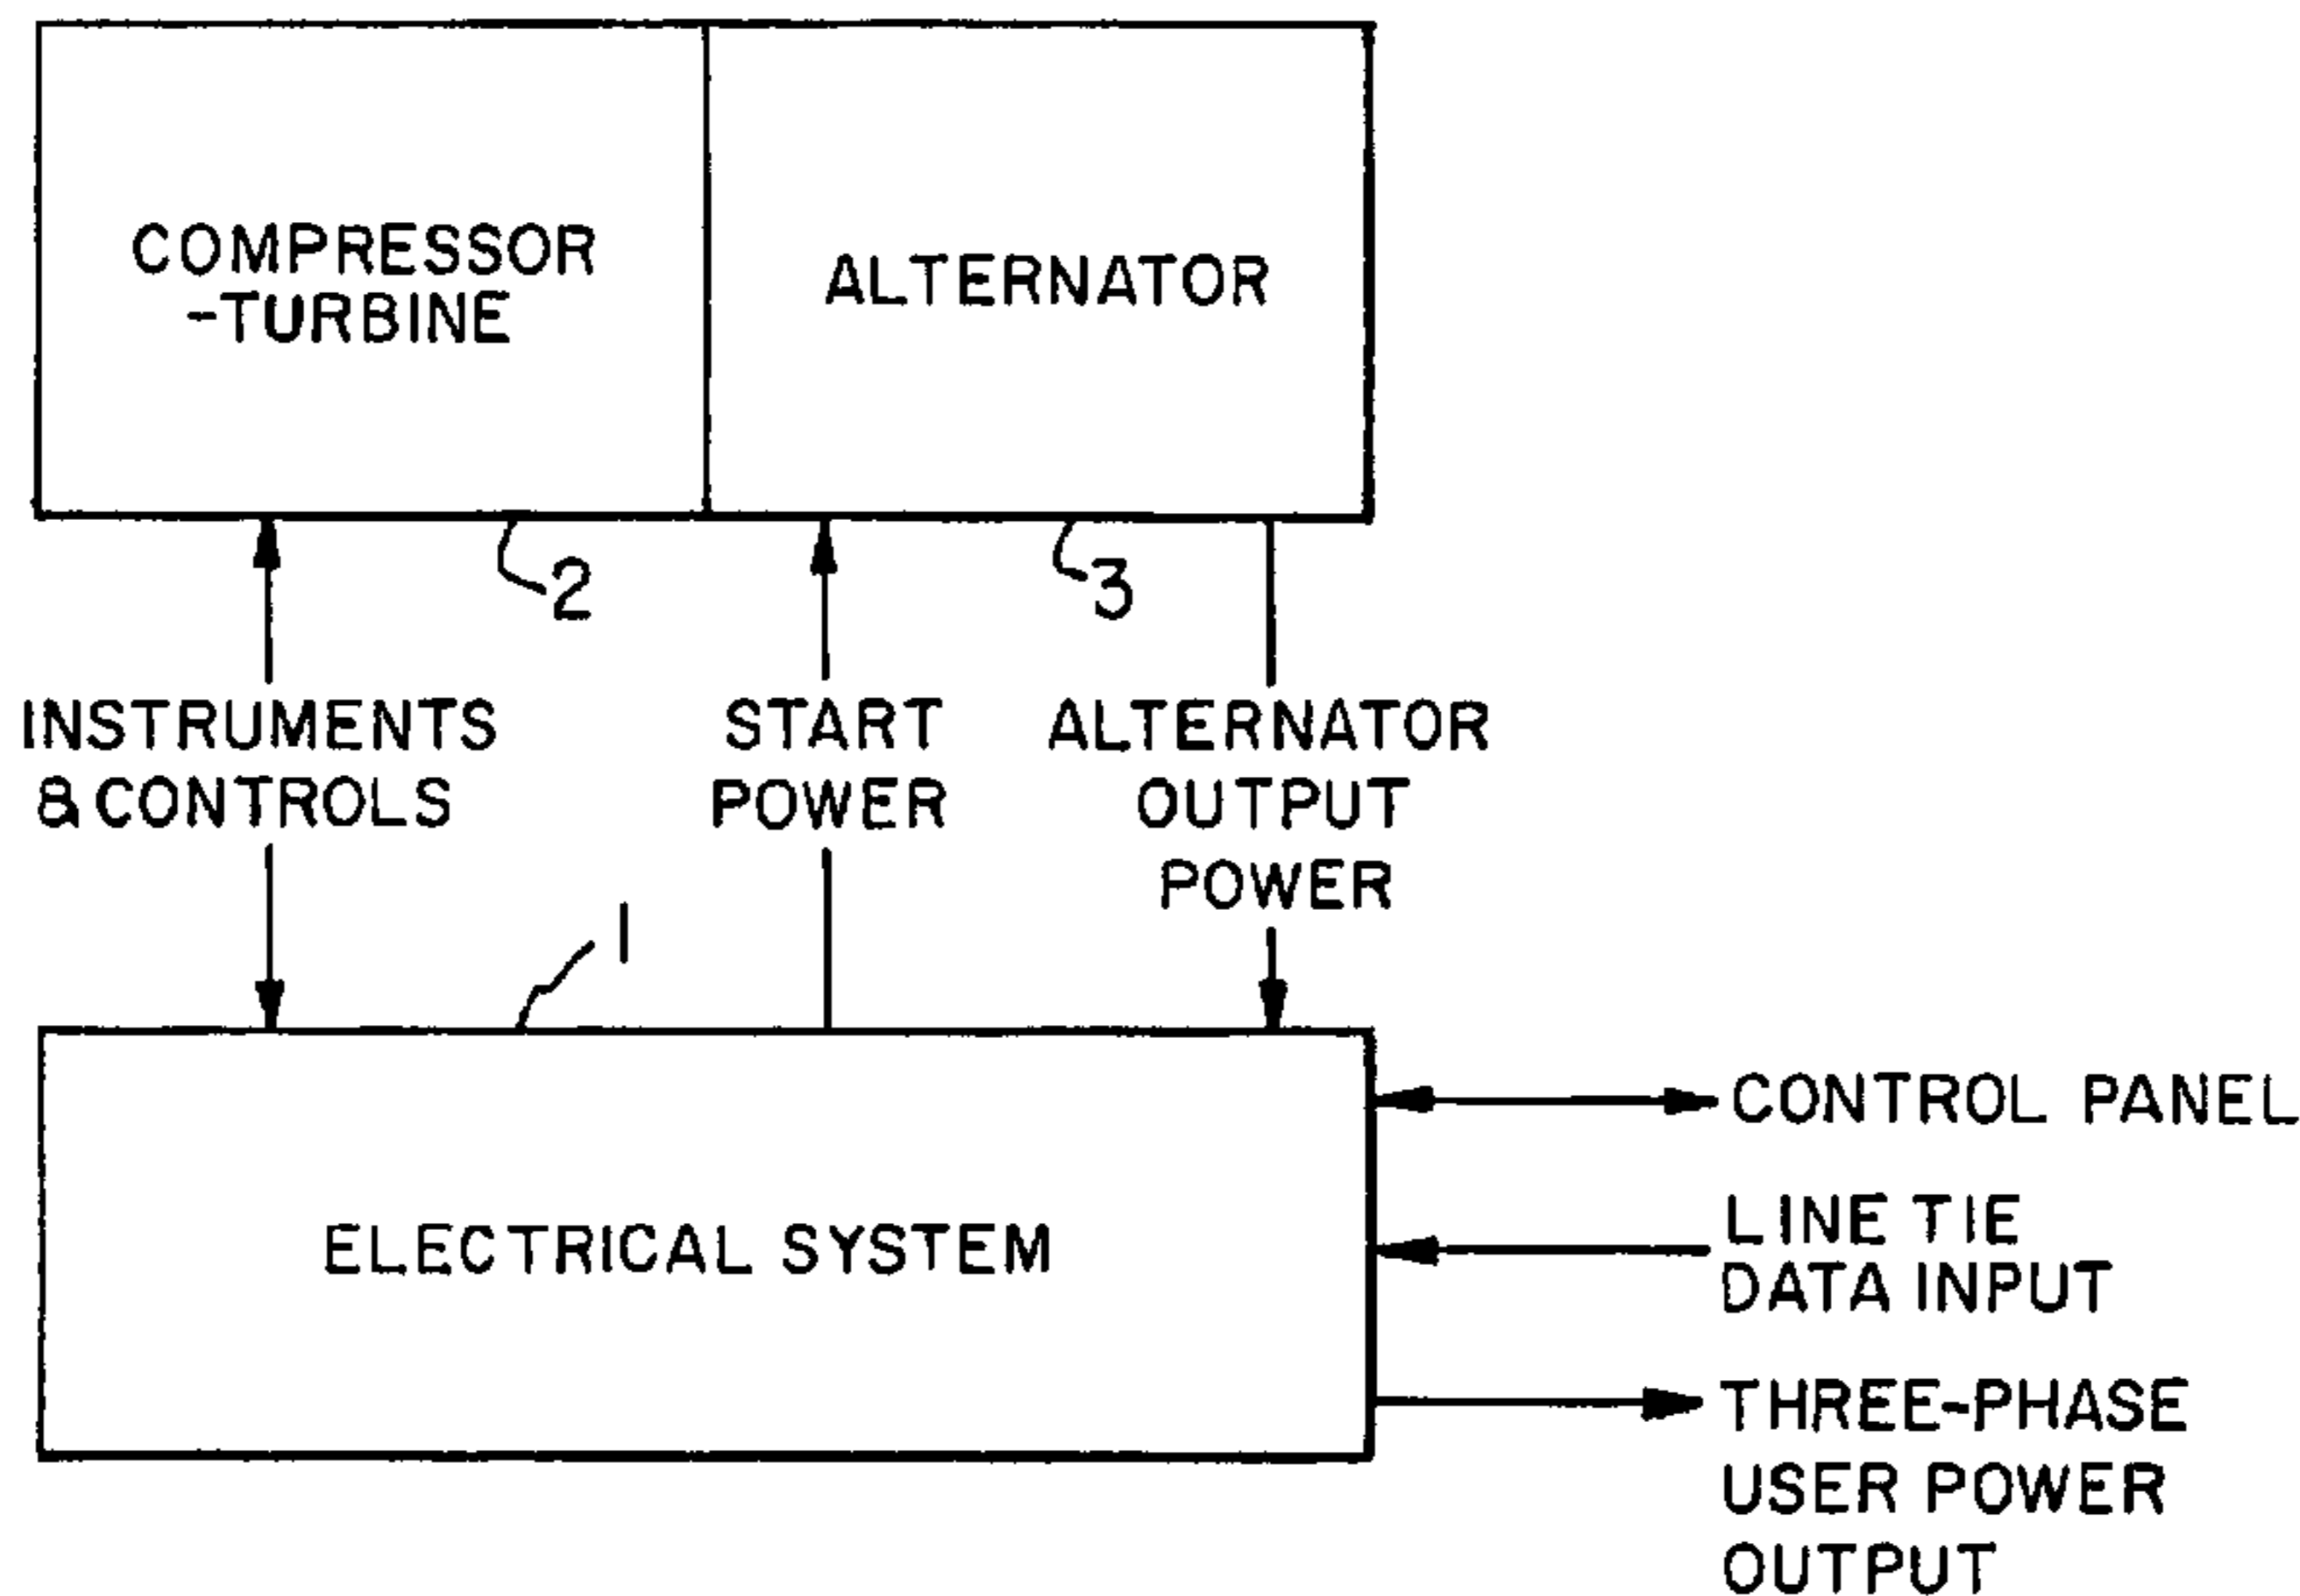 COMPRESSOR
-TURBINE
ALTERNATOR
2
3
INSTRUMENTS
& CONTROLS
START
POWER
ALTERNATOR
OUTPUT
POWER
1
ELECTRICAL SYSTEM
CONTROL PANEL
LINE TIE
DATA INPUT
THREE-PHASE
USER POWER
OUTPUT